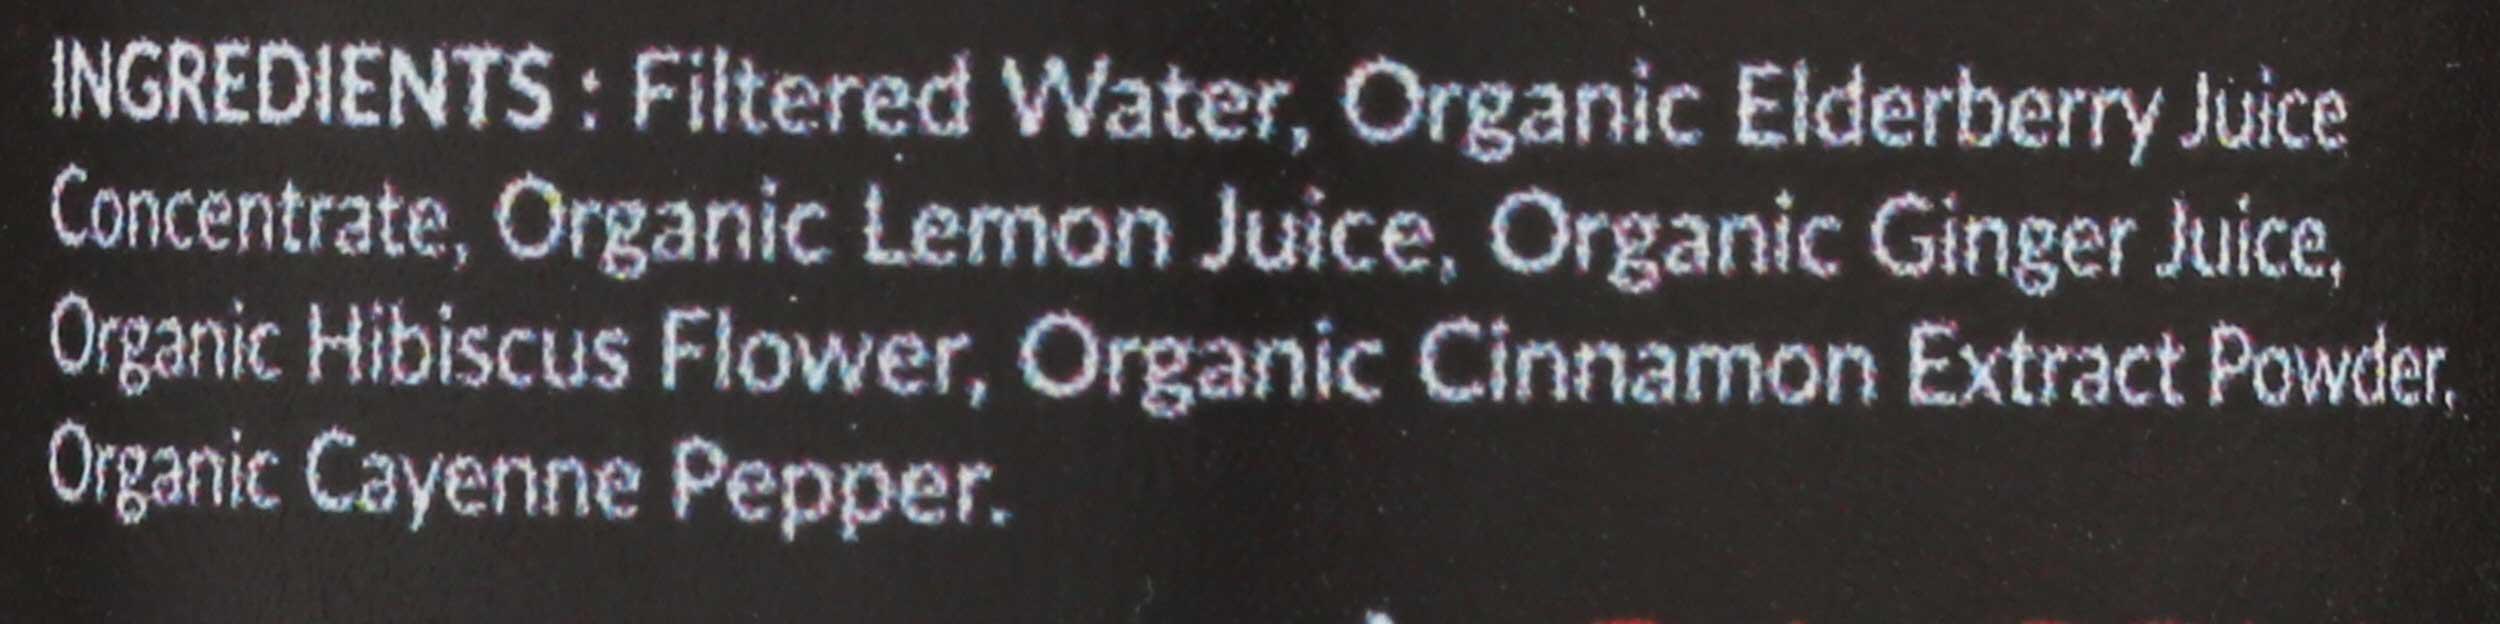 INGREDIENTS : Filtered Water, Organic Elderberry Juice
Concentrate, Organic Lemon Juice, Organic Ginger Juice,
Organic Hibiscus Flower, Organic Cinnamon Extract Powder,
Organic Cayenne Pepper.